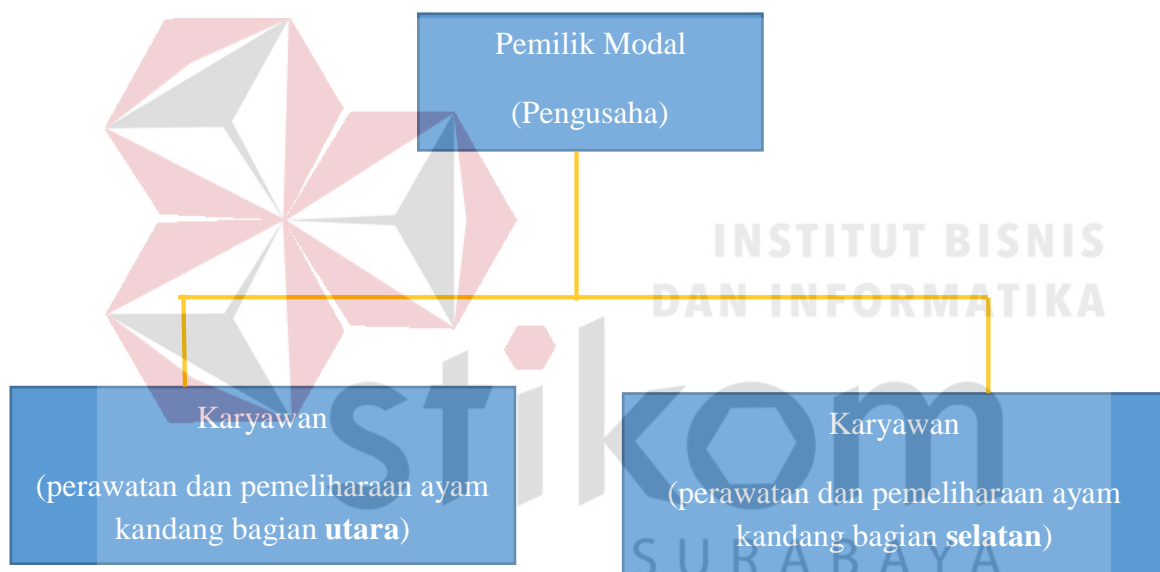 Pemilik Modal
(Pengusaha)
INSTITUT BISNIS
DAN INFORMATIKA
stikom
SURABAYA
Karyawan
(perawatan dan pemeliharaan ayam
kandang bagian utara)
Karyawan
(perawatan dan pemeliharaan ayam
kandang bagian selatan)